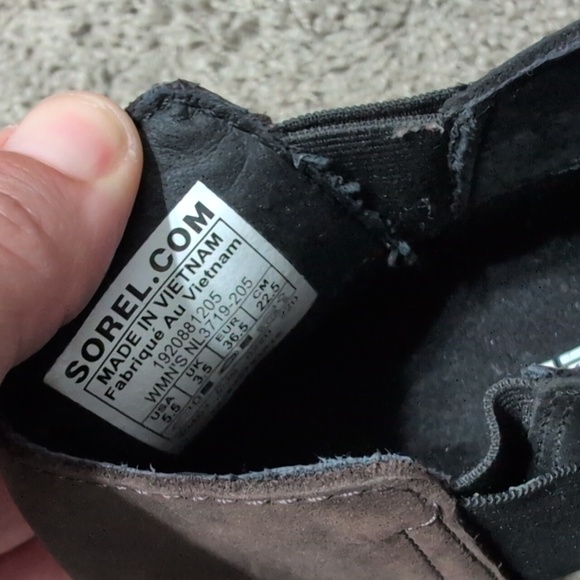 SOREL.COM
MADE IN VIETNAM
Fabriqué Au Vietnam
1920881205
WMN'S NL3719-205
USA UK EUR CM
5.5 3.5 36.5 22.5